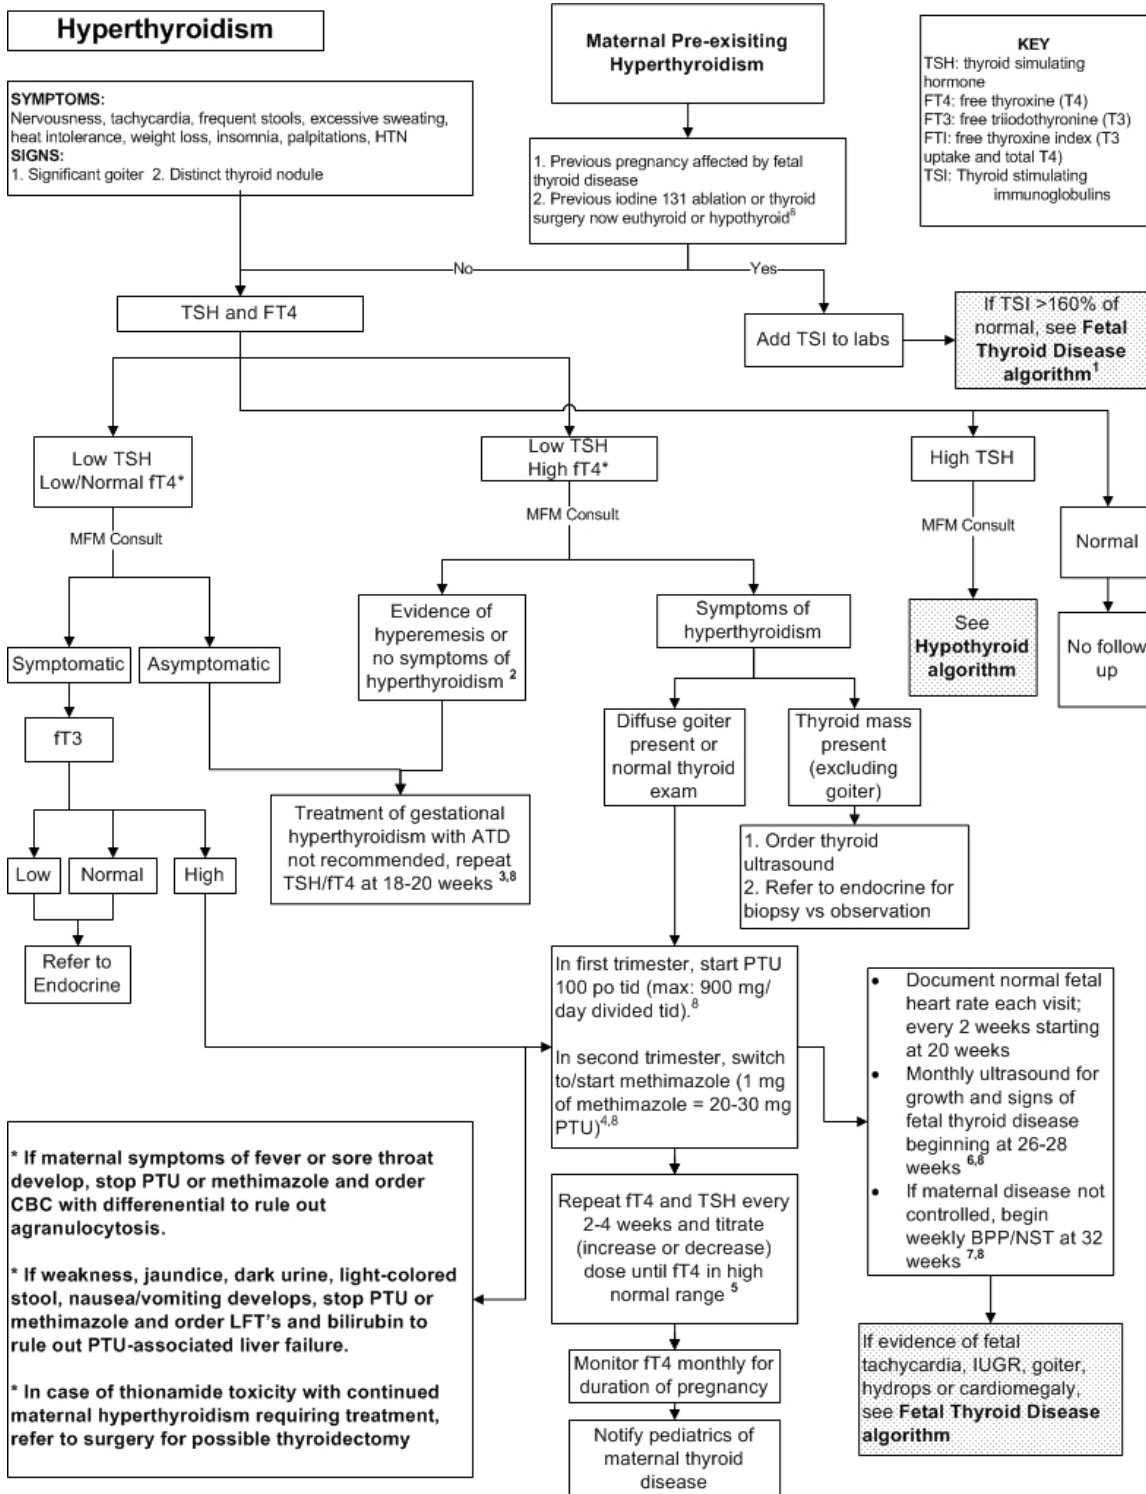 Hyperthyroidism
Maternal Pre-exisiting
Hyperthyroidism
KEY
TSH: thyroid simulating
hormone
FT4: free thyroxine (T4)
FT3: free triiodothyronine (T3)
FTI: free thyroxine index (T3
uptake and total T4)
TSI: Thyroid stimulating
immunoglobulins
SYMPTOMS:
Nervousness, tachycardia, frequent stools, excessive sweating,
heat intolerance, weight loss, insomnia, palpitations, HTN
SIGNS:
1. Significant goiter 2. Distinct thyroid nodule
1. Previous pregnancy affected by fetal
thyroid disease
2. Previous iodine 131 ablation or thyroid
surgery now euthyroid or hypothyroid8
No
Yes
TSH and FT4
Add TSI to labs
If TSI >160% of
normal, see Fetal
Thyroid Disease
algorithm1
Low TSH
Low/Normal fT4*
Low TSH
High fT4*
High TSH
Normal
MFM Consult
MFM Consult
MFM Consult
Symptomatic
Asymptomatic
Evidence of
hyperemesis or
no symptoms of
hyperthyroidism 2
Symptoms of
hyperthyroidism
See
Hypothyroid
algorithm
No follow
up
fT3
Diffuse goiter
present or
normal thyroid
exam
Thyroid mass
present
(excluding
goiter)
Low
Normal
High
Treatment of gestational
hyperthyroidism with ATD
not recommended, repeat
TSH/fT4 at 18-20 weeks 3,8
1. Order thyroid
ultrasound
2. Refer to endocrine for
biopsy vs observation
Refer to
Endocrine
In first trimester, start PTU
100 po tid (max: 900 mg/
day divided tid).8
In second trimester, switch
to/start methimazole (1 mg
of methimazole = 20-30 mg
PTU)4,8
• Document normal fetal
heart rate each visit;
every 2 weeks starting
at 20 weeks
• Monthly ultrasound for
growth and signs of
fetal thyroid disease
beginning at 26-28
weeks 6,8
• If maternal disease not
controlled, begin
weekly BPP/NST at 32
weeks 7,8
* If maternal symptoms of fever or sore throat
develop, stop PTU or methimazole and order
CBC with differenential to rule out
agranulocytosis.
* If weakness, jaundice, dark urine, light-colored
stool, nausea/vomiting develops, stop PTU or
methimazole and order LFT's and bilirubin to
rule out PTU-associated liver failure.
* In case of thionamide toxicity with continued
maternal hyperthyroidism requiring treatment,
refer to surgery for possible thyroidectomy
Repeat fT4 and TSH every
2-4 weeks and titrate
(increase or decrease)
dose until fT4 in high
normal range 5
Monitor fT4 monthly for
duration of pregnancy
Notify pediatrics of
maternal thyroid
disease
If evidence of fetal
tachycardia, IUGR, goiter,
hydrops or cardiomegaly,
see Fetal Thyroid Disease
algorithm